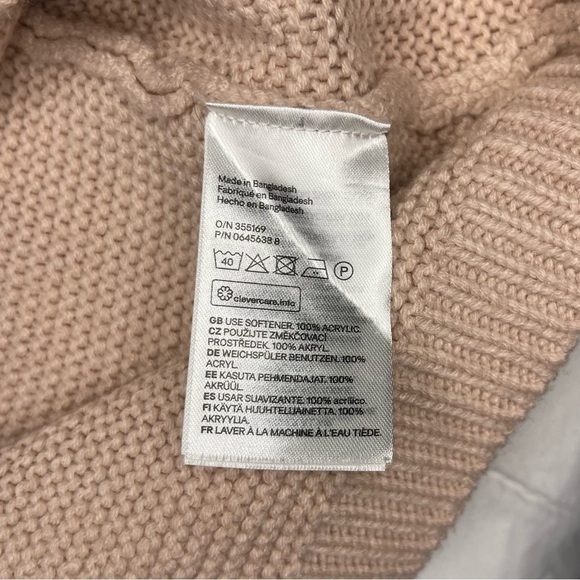 Made in Bangladesh
Fabriqué en Bangladesh
Hecho en Bangladesh
O/N 355169
P/N 0645638 8
40 P
clevercare.info
GB USE SOFTENER. 100% ACRYLIC.
CZ POUŽIJTE ZMĚKČOVACÍ
PROSTŘEDEK. 100% AKRYL.
DE WEICHSPÜLER BENUTZEN. 100%
ACRYL.
EE KASUTA PEHMENDAJAT. 100%
AKRÜÜL.
ES USAR SUAVIZANTE. 100% acrílico.
FI KÄYTÄ HUUHTELUAINETTA. 100%
AKRYYLIA.
FR LAVER À LA MACHINE À L'EAU TIÈDE.